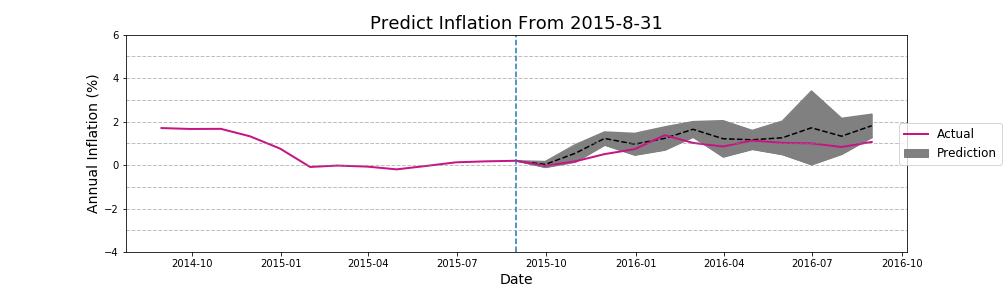 Predict Inflation From 2015-8-31
Annual Inflation (%)
6
4
2
0
−2
−4
2014-10 2015-01 2015-04 2015-07 2015-10 2016-01 2016-04 2016-07 2016-10
Date
Actual
Prediction